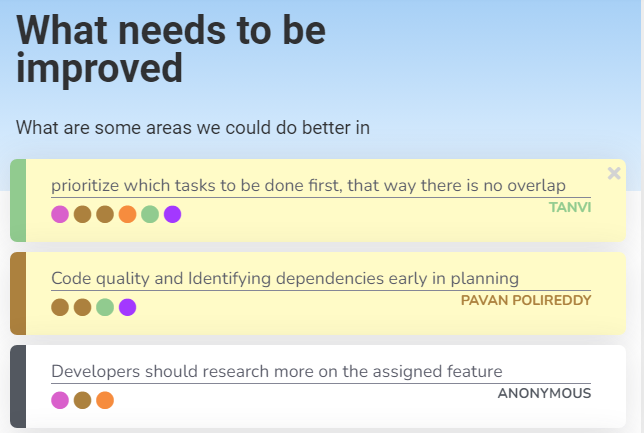 What needs to be
improved
What are some areas we could do better in
prioritize which tasks to be done first, that way there is no overlap
TANVI
Code quality and Identifying dependencies early in planning
PAVAN POLIREDDY
Developers should research more on the assigned feature
ANONYMOUS